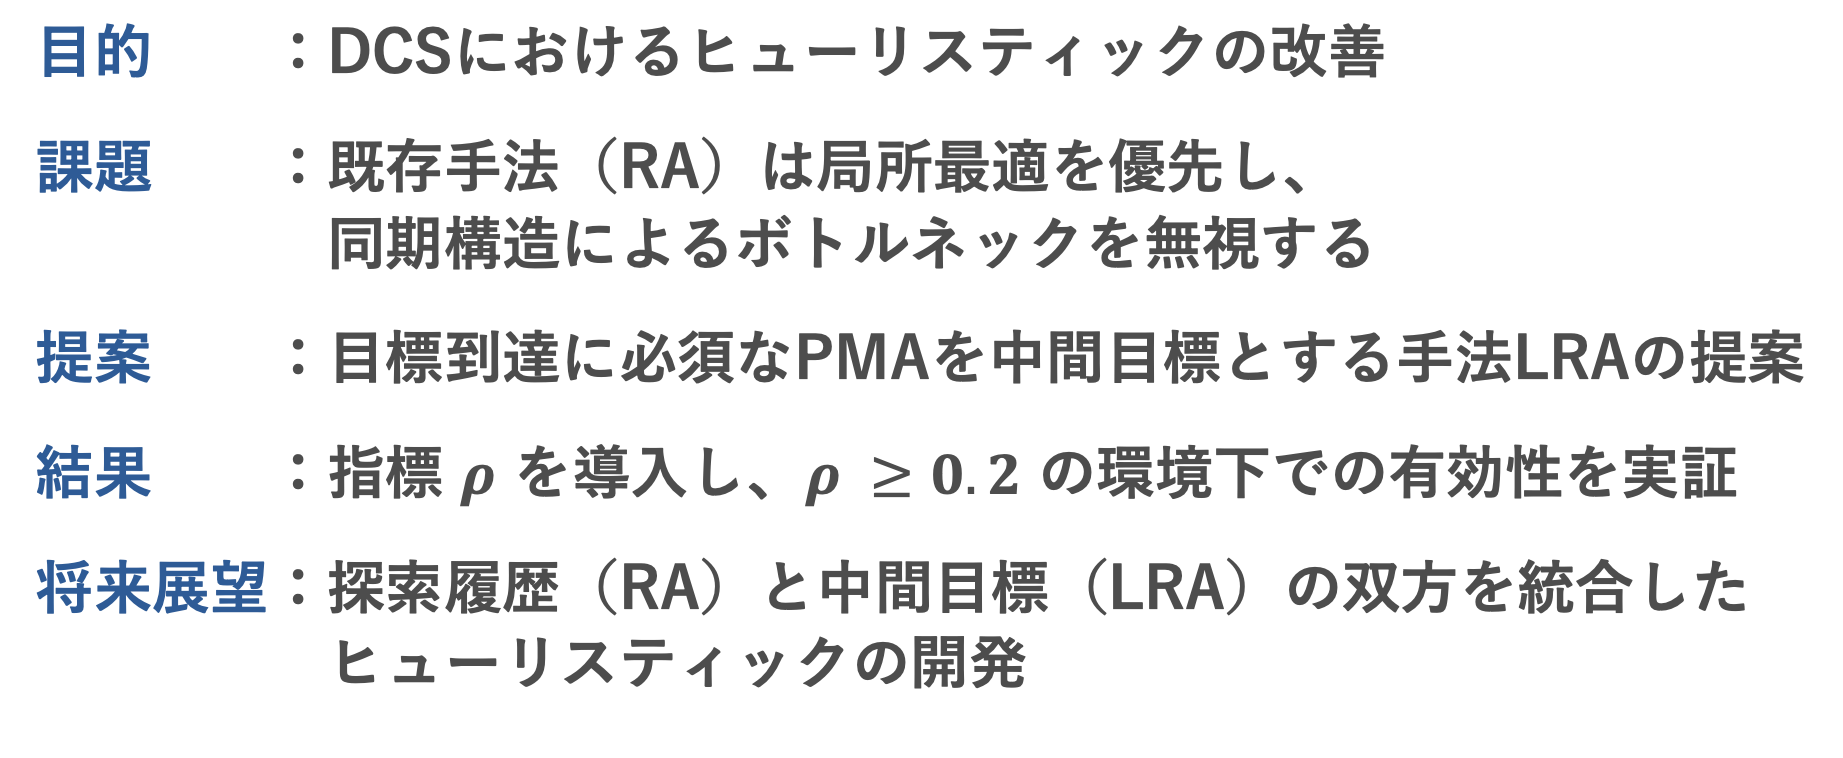 目的：DCSにおけるヒューリスティックの改善
課題：既存手法（RA）は局所最適を優先し、
同期構造によるボトルネックを無視する
提案：目標到達に必須なPMAを中間目標とする手法LRAの提案
結果：指標 ρ を導入し、ρ ≥ 0.2 の環境下での有効性を実証
将来展望：探索履歴（RA）と中間目標（LRA）の双方を統合した
ヒューリスティックの開発